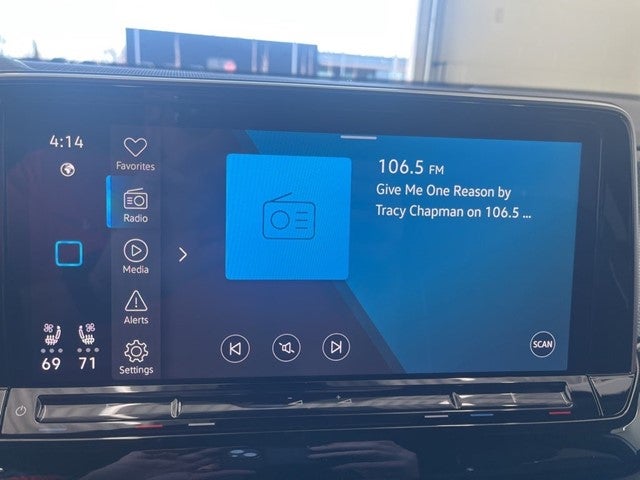 4:14
Favorites
Radio
Media
Alerts
Settings
69 71
106.5 FM
Give Me One Reason by
Tracy Chapman on 106.5 ...
SCAN